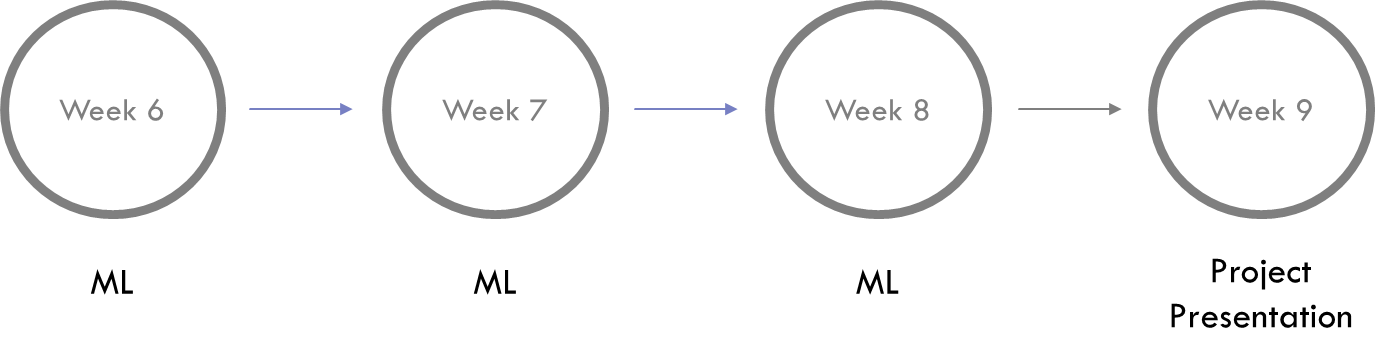 Week 6
Week 7
Week 8
Week 9
ML
ML
ML
Project
Presentation